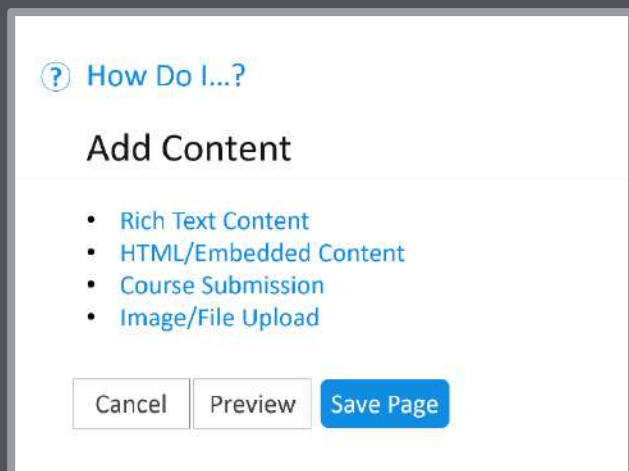 ? How Do I...?
Add Content
• Rich Text Content
• HTML/Embedded Content
• Course Submission
• Image/File Upload
Cancel Preview Save Page